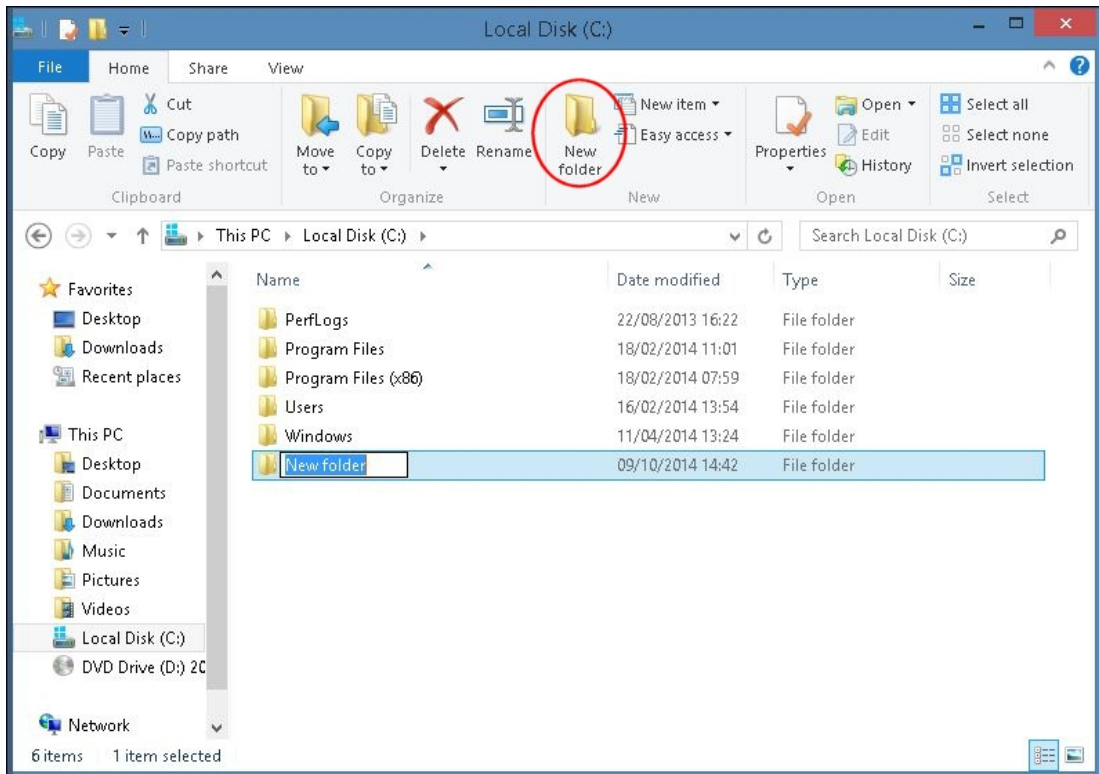 Local Disk (C:)
File Home Share View
Copy
Paste
Cut
Copy path
Paste shortcut
Clipboard
Move to
Copy to
Delete
Rename
Organize
New folder
New item
Easy access
New
Properties
Open
Edit
History
Open
Select all
Select none
Invert selection
Select
This PC Local Disk (C:)
Search Local Disk (C:)
Favorites
Desktop
Downloads
Recent places
This PC
Desktop
Documents
Downloads
Music
Pictures
Videos
Local Disk (C:)
DVD Drive (D:) 20
Network
Name Date modified Type Size
PerfLogs 22/08/2013 16:22 File folder
Program Files 18/02/2014 11:01 File folder
Program Files (x86) 18/02/2014 07:59 File folder
Users 16/02/2014 13:54 File folder
Windows 11/04/2014 13:24 File folder
New folder 09/10/2014 14:42 File folder
6 items 1 item selected